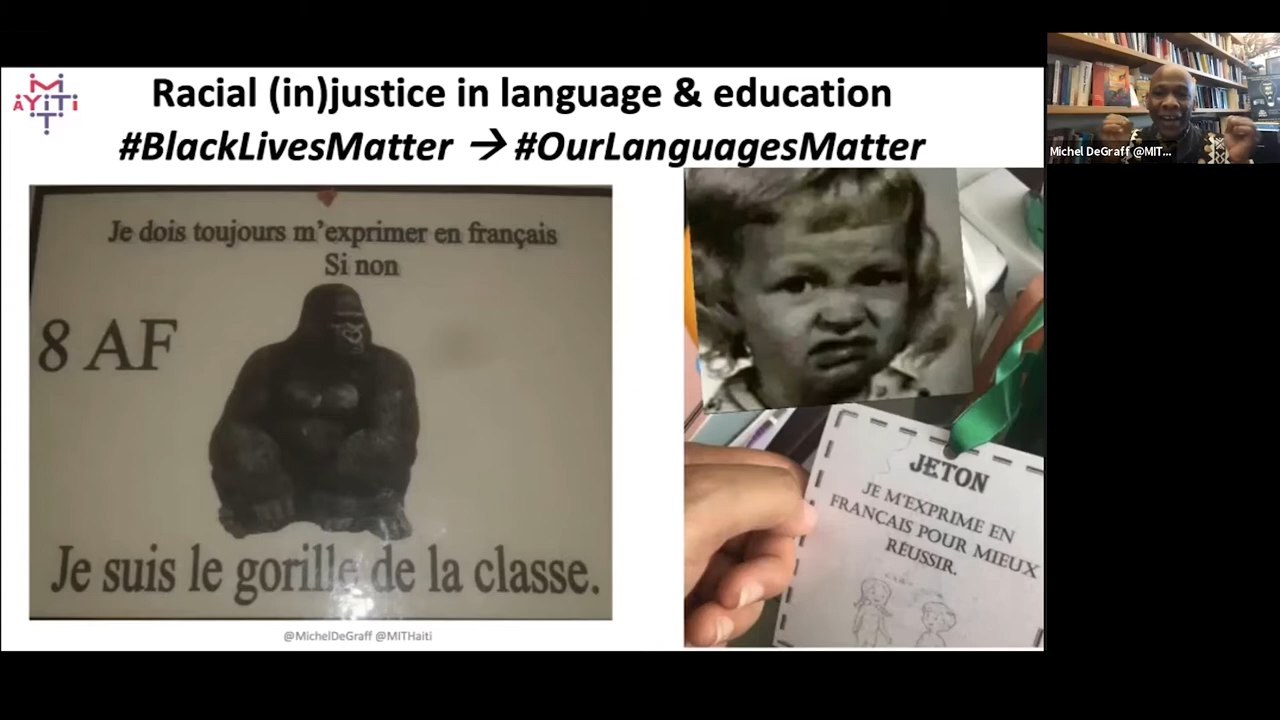 Racial (in)justice in language & education
#BlackLivesMatter → #OurLanguagesMatter
MIT
AYITI
Michel DeGraff @MIT...
Je dois toujours m'exprimer en français
Si non
8 AF
Je suis le gorille de la classe.
JETON
JE M'EXPRIME EN
FRANÇAIS POUR MIEUX
RÉUSSIR.
@MichelDeGraff @MITHaiti